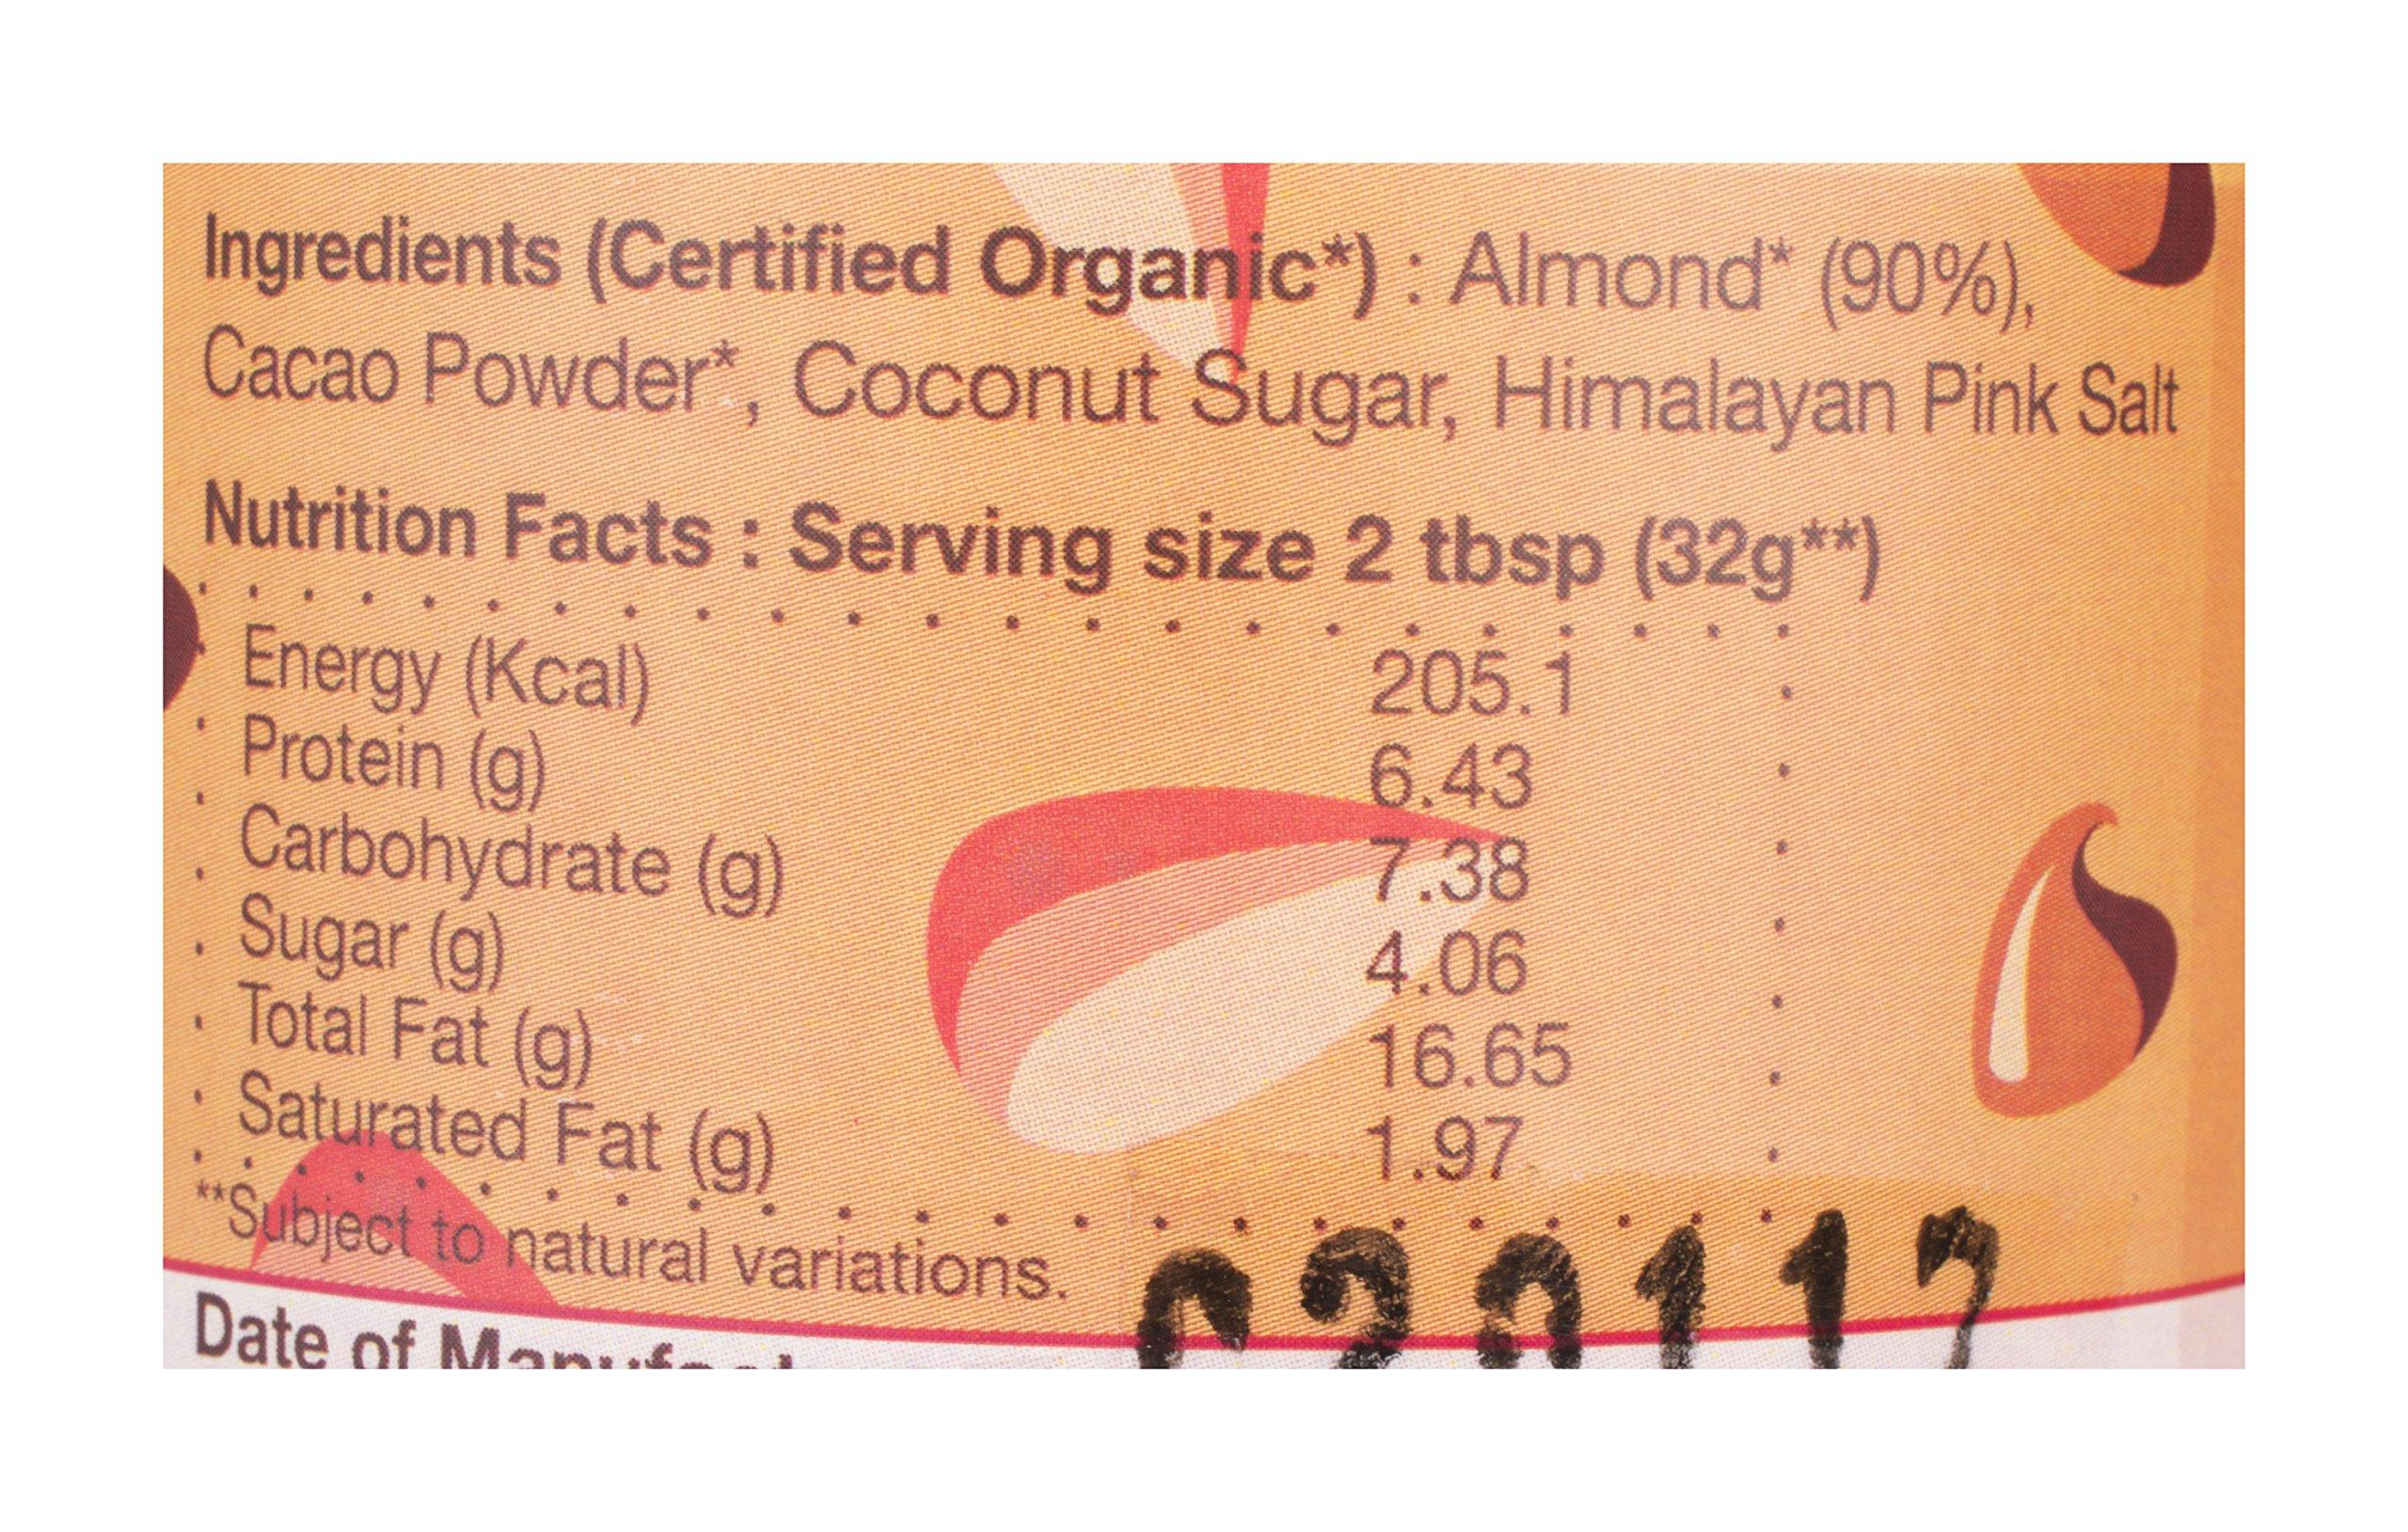 Ingredients (Certified Organic*) : Almond* (90%),
Cacao Powder*, Coconut Sugar, Himalayan Pink Salt
Nutrition Facts : Serving size 2 tbsp (32g**)
Energy (Kcal) 205.1
Protein (g) 6.43
Carbohydrate (g) 7.38
Sugar (g) 4.06
Total Fat (g) 16.65
Saturated Fat (g) 1.97
**Subject to natural variations.
Date of